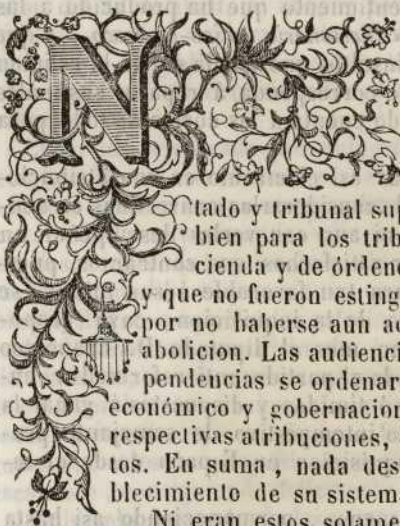 N
tado y tribunal sup
bien para los trib
cienda y de órdene
y que no fueron esting
por no haberse aun ac
abolicion. Las audienci
pendencias se ordenar
económico y gobernacion
respectivas atribuciones,
tos. En suma, nada des
blecimiento de su sistema
Ni eran estos solame